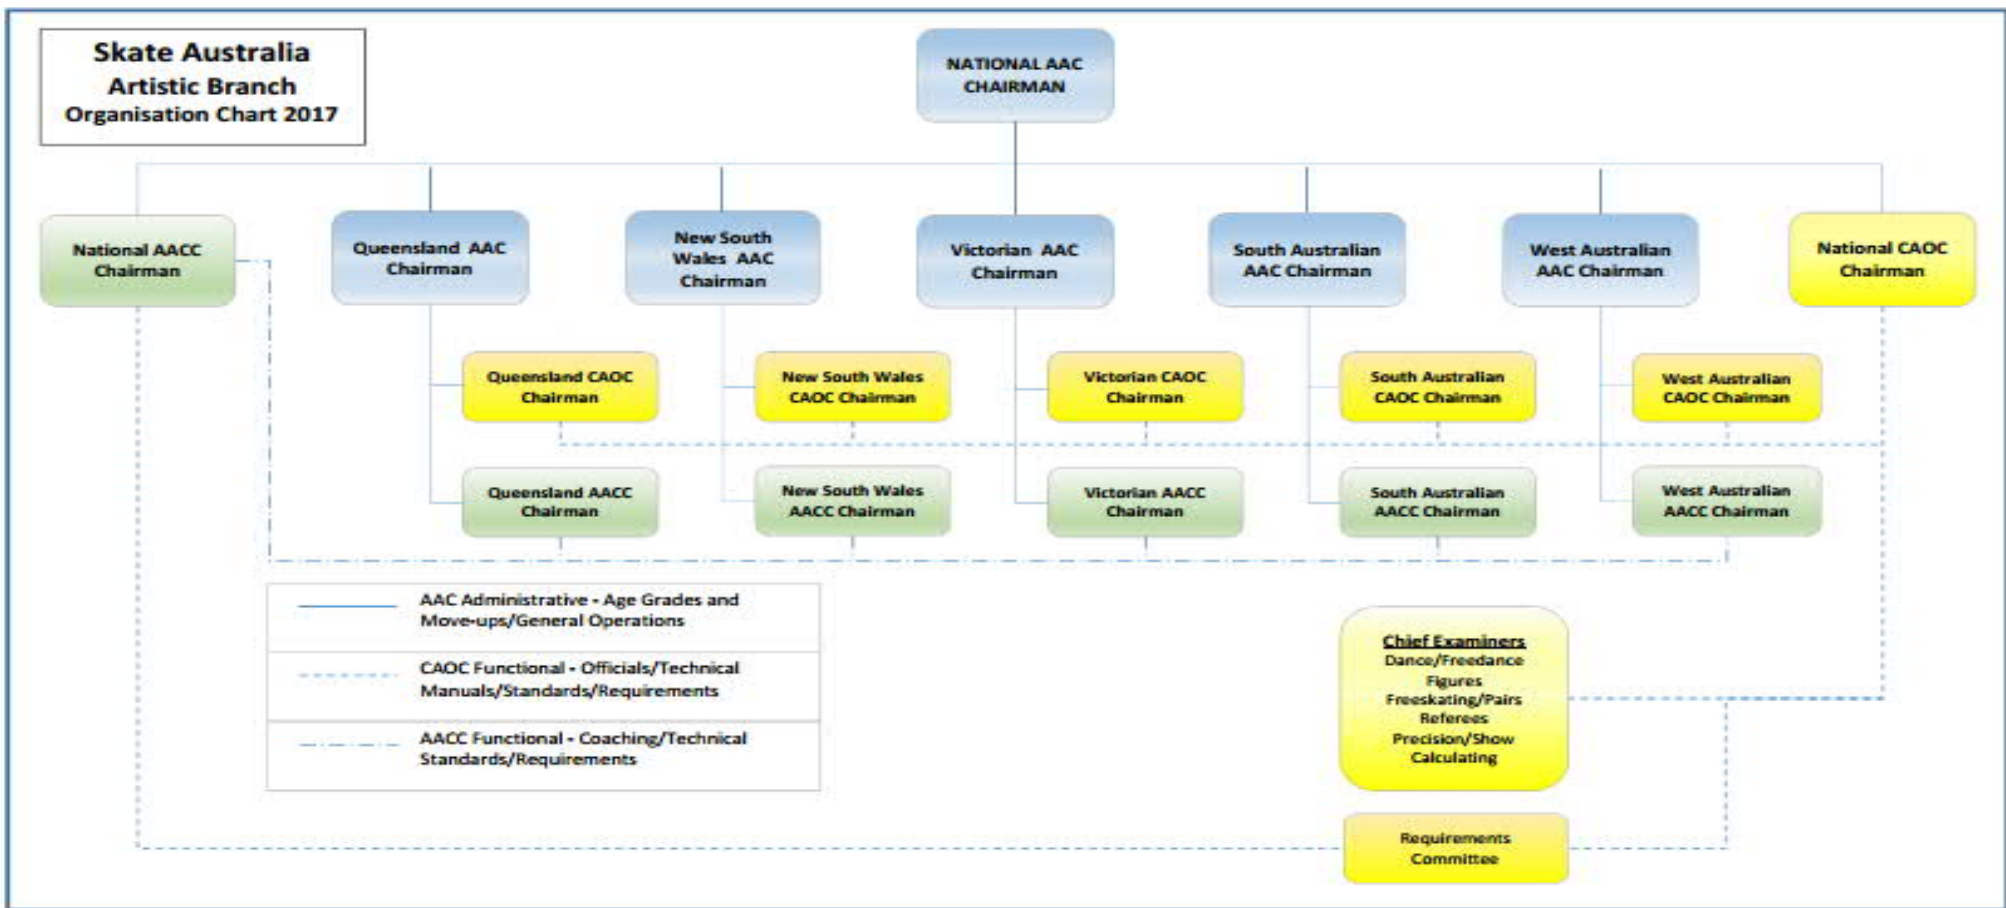 Skate Australia
Artistic Branch
Organisation Chart 2017
NATIONAL AAC
CHAIRMAN
National AACC
Chairman
Queensland AAC
Chairman
New South
Wales AAC
Chairman
Victorian AAC
Chairman
South Australian
AAC Chairman
West Australian
AAC Chairman
National CAOC
Chairman
Queensland CAOC
Chairman
New South Wales
CAOC Chairman
Victorian CAOC
Chairman
South Australian
CAOC Chairman
West Australian
CAOC Chairman
Queensland AACC
Chairman
New South Wales
AACC Chairman
Victorian AACC
Chairman
South Australian
AACC Chairman
West Australian
AACC Chairman
AAC Administrative - Age Grades and
Move-ups/General Operations
CAOC Functional - Officials/Technical
Manuals/Standards/Requirements
AACC Functional - Coaching/Technical
Standards/Requirements
Chief Examiners
Dance/Freedance
Figures
Freeskating/Pairs
Referees
Precision/Show
Calculating
Requirements
Committee